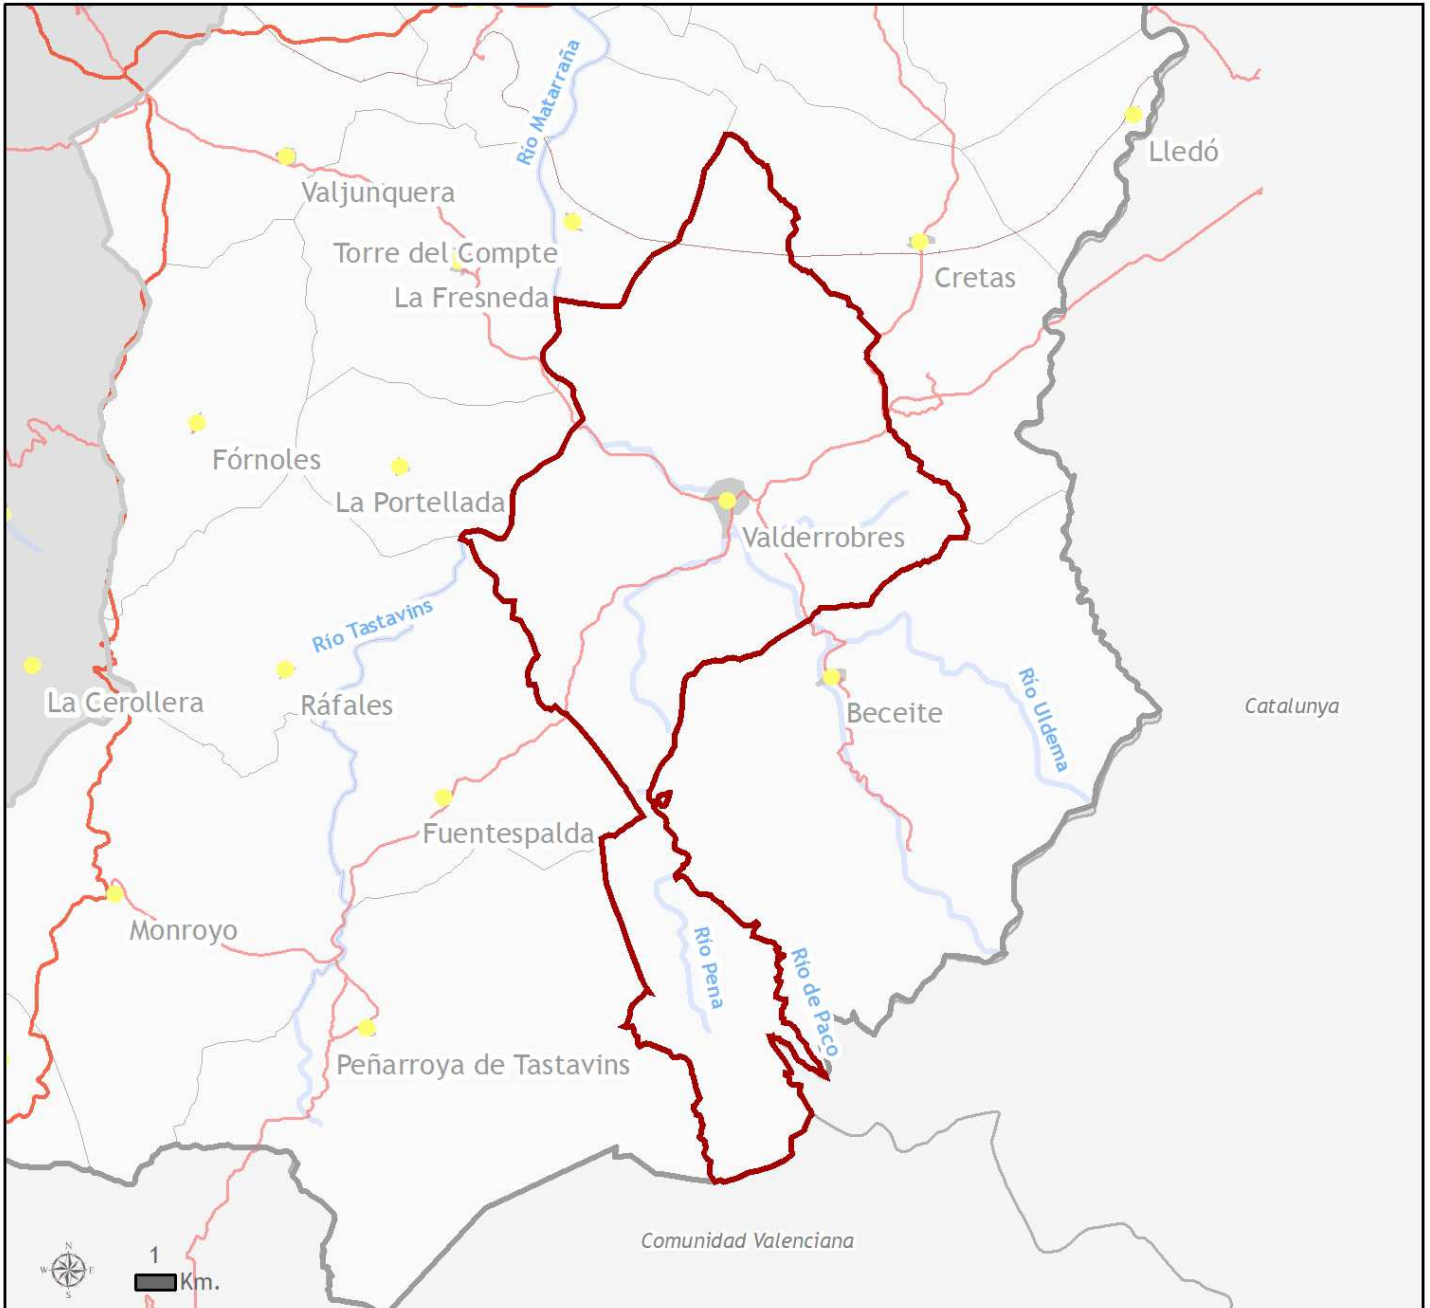 Río Matarraña
Lledó
Valjunquera
Torre del Compte
La Fresneda
Cretas
Fórnoles
La Portellada
Valderrobres
Río Tastavins
La Cerollera
Ráfales
Beceite
Río Uldema
Catalunya
Fuentespalda
Monroyo
Río Pena
Río de Paco
Peñarroya de Tastavins
Comunidad Valenciana
N
W E
S
1
Km.